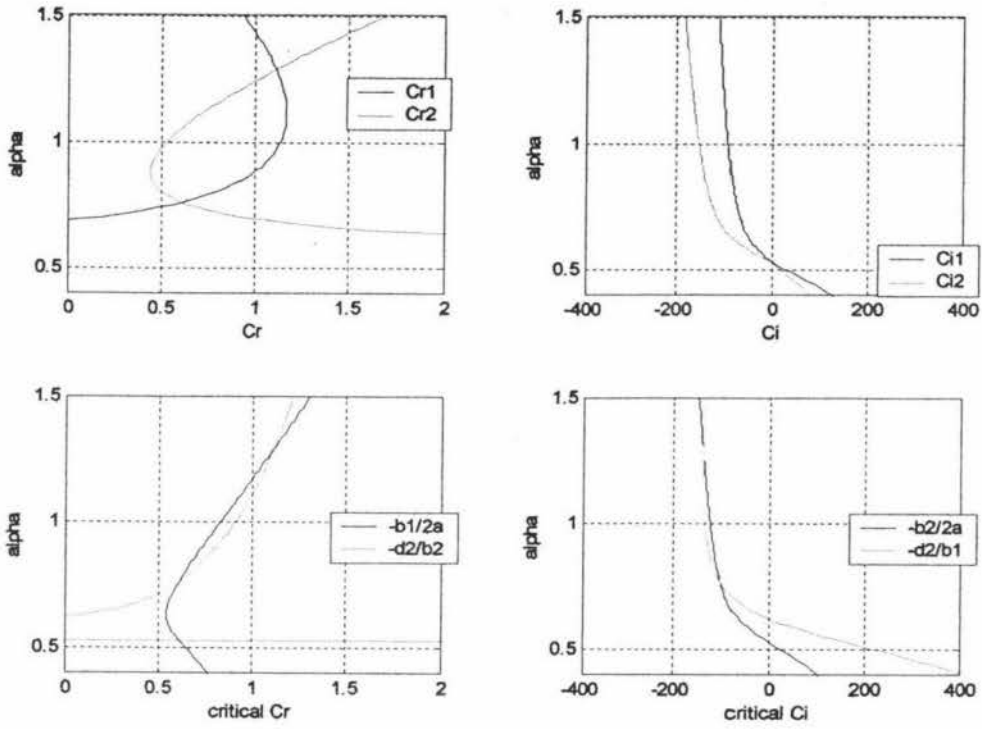 1.5
1
0.5
alpha
0 0.5 1 1.5 2
Cr
Cr1
Cr2
1.5
1
0.5
alpha
-400 -200 0 200 400
Ci
Ci1
Ci2
1.5
1
0.5
alpha
0 0.5 1 1.5 2
critical Cr
-b1/2a
-d2/b2
1.5
1
0.5
alpha
-400 -200 0 200 400
critical Ci
-b2/2a
-d2/b1